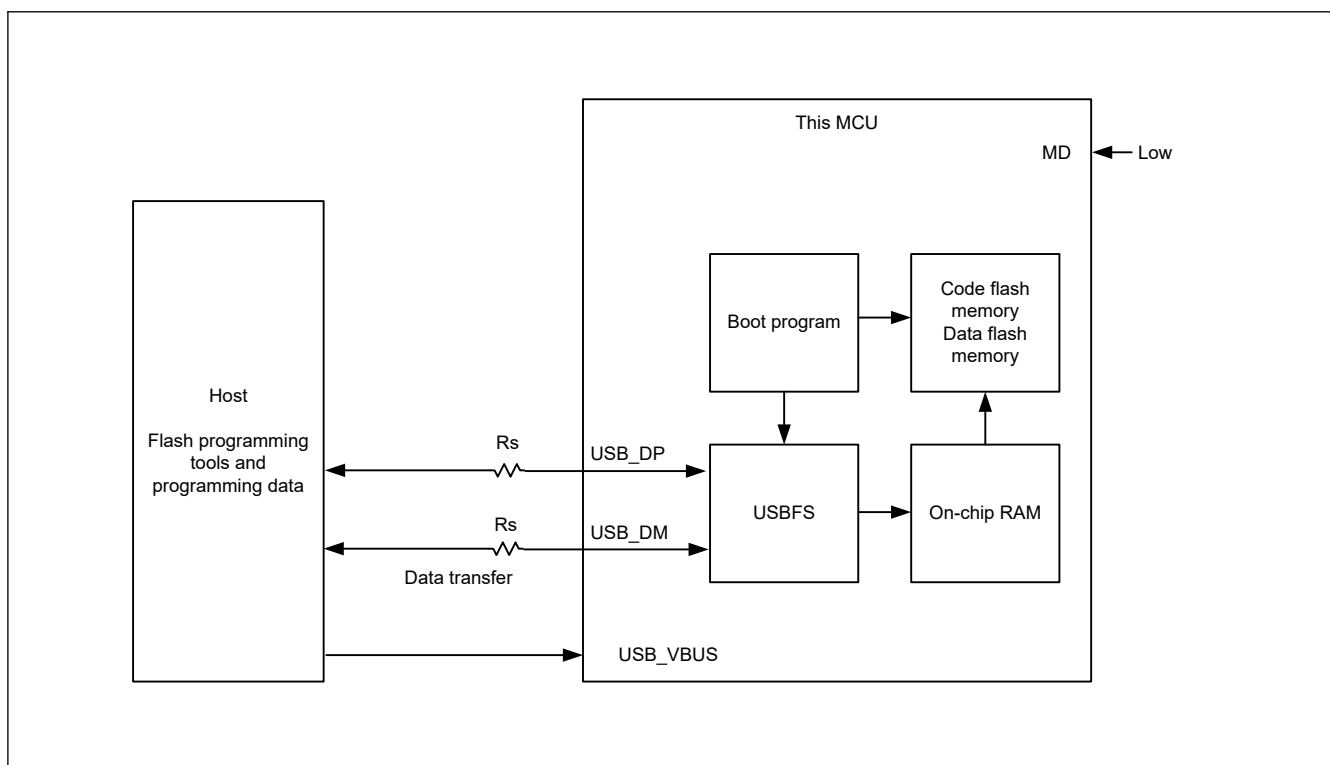 This MCU
MD
Low
Boot program
Code flash
memory
Data flash
memory
Host
Flash programming
tools and
programming data
Rs
USB_DP
Rs
USB_DM
Data transfer
USBFS
On-chip RAM
USB_VBUS